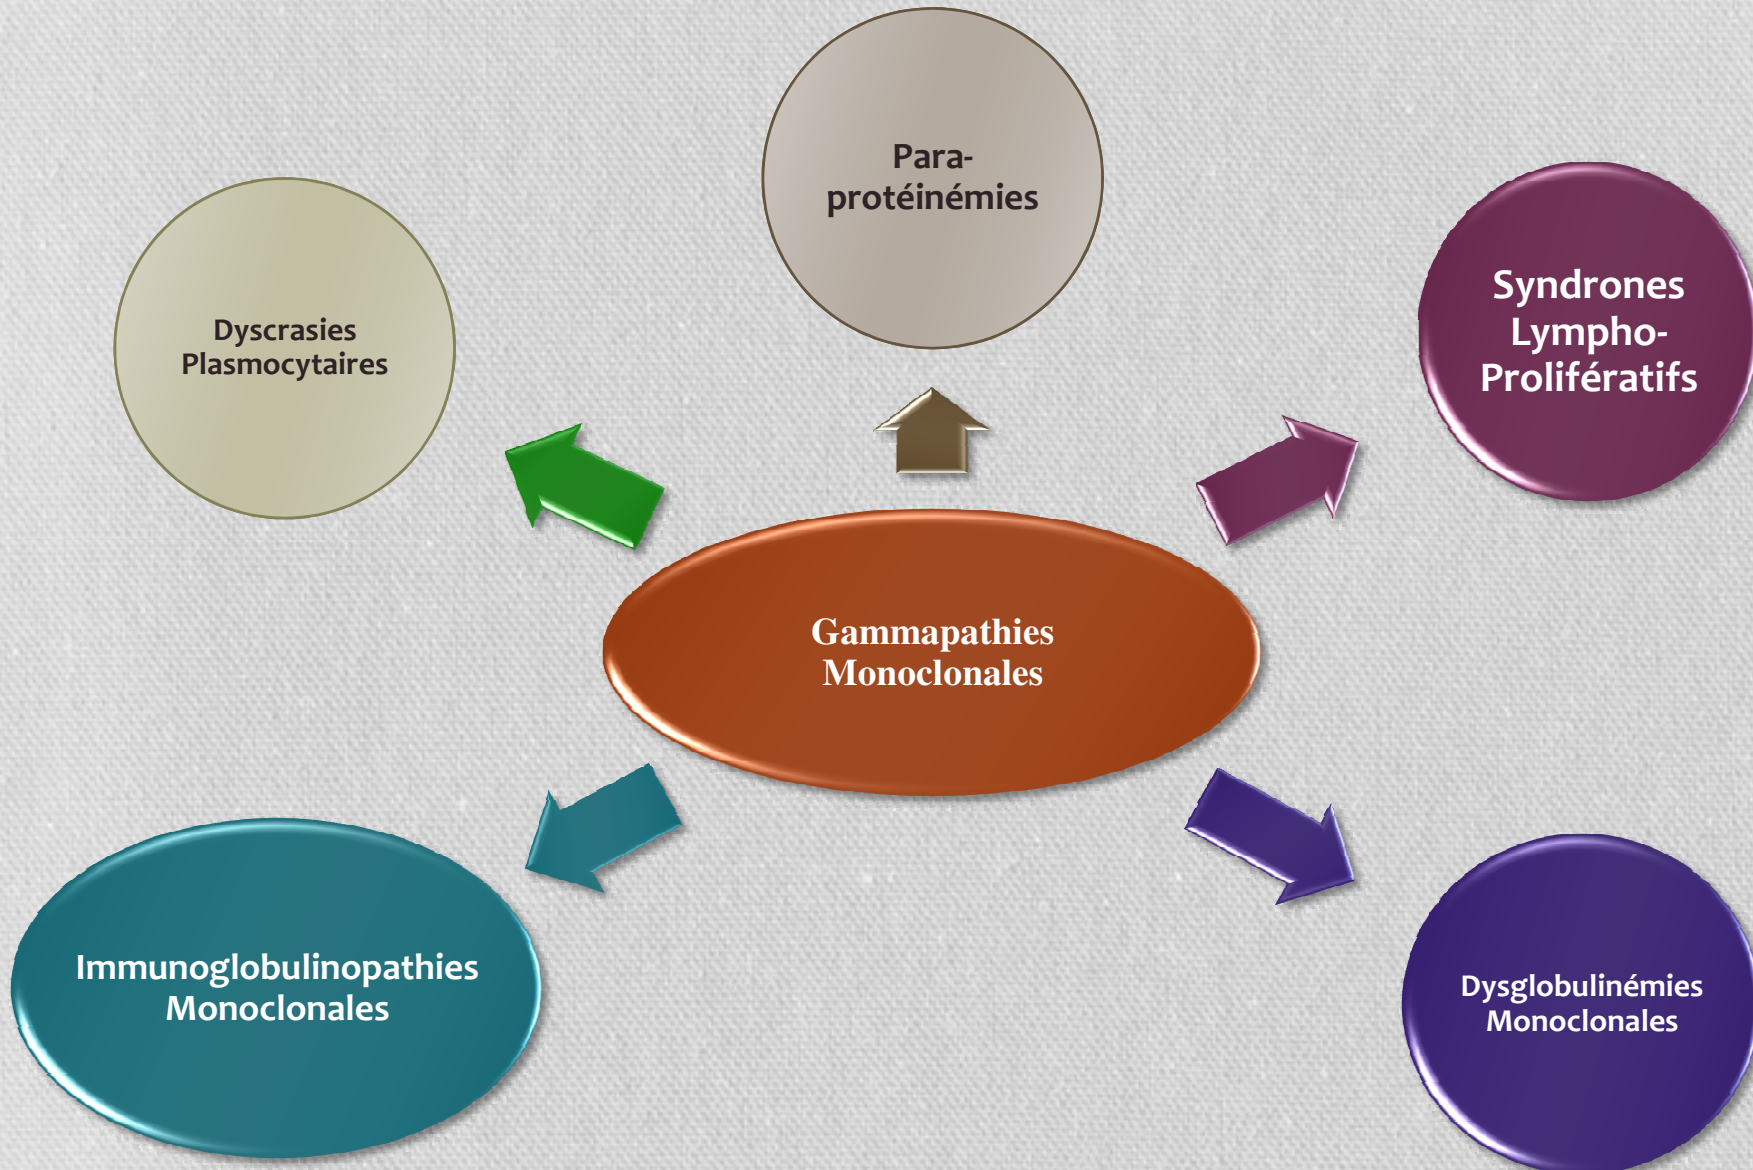 Para-
protéinémies
Dyscrasies
Plasmocytaires
Syndrones
Lympho-
Prolifératifs
Gammapathies
Monoclonales
Immunoglobulinopathies
Monoclonales
Dysglobulinémies
Monoclonales